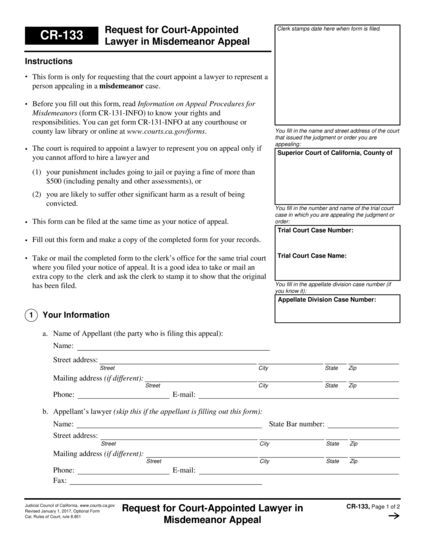 CR-133
Request for Court-Appointed
Lawyer in Misdemeanor Appeal
Clerk stamps date here when form is filed.
Instructions
• This form is only for requesting that the court appoint a lawyer to represent a
person appealing in a misdemeanor case.
• Before you fill out this form, read Information on Appeal Procedures for
Misdemeanors (form CR-131-INFO) to know your rights and
responsibilities. You can get form CR-131-INFO at any courthouse or
county law library or online at www.courts.ca.gov/forms.
• The court is required to appoint a lawyer to represent you on appeal only if
you cannot afford to hire a lawyer and
(1) your punishment includes going to jail or paying a fine of more than
$500 (including penalty and other assessments), or
(2) you are likely to suffer other significant harm as a result of being
convicted.
• This form can be filed at the same time as your notice of appeal.
• Fill out this form and make a copy of the completed form for your records.
• Take or mail the completed form to the clerk's office for the same trial court
where you filed your notice of appeal. It is a good idea to take or mail an
extra copy to the clerk and ask the clerk to stamp it to show that the original
has been filed.
You fill in the name and street address of the court
that issued the judgment or order you are
appealing:
Superior Court of California, County of
You fill in the number and name of the trial court
case in which you are appealing the judgment or
order:
Trial Court Case Number:
Trial Court Case Name:
You fill in the appellate division case number (if
you know it):
Appellate Division Case Number:
1 Your Information
a. Name of Appellant (the party who is filing this appeal):
Name:
Street address:
Street City State Zip
Mailing address (if different):
Street City State Zip
Phone: E-mail:
b. Appellant's lawyer (skip this if the appellant is filling out this form):
Name: State Bar number:
Street address:
Street City State Zip
Mailing address (if different):
Street City State Zip
Phone: E-mail:
Fax:
Judicial Council of California, www.courts.ca.gov
Revised January 1, 2017, Optional Form
Cal. Rules of Court, rule 8.851
Request for Court-Appointed Lawyer in
Misdemeanor Appeal
CR-133, Page 1 of 2
→